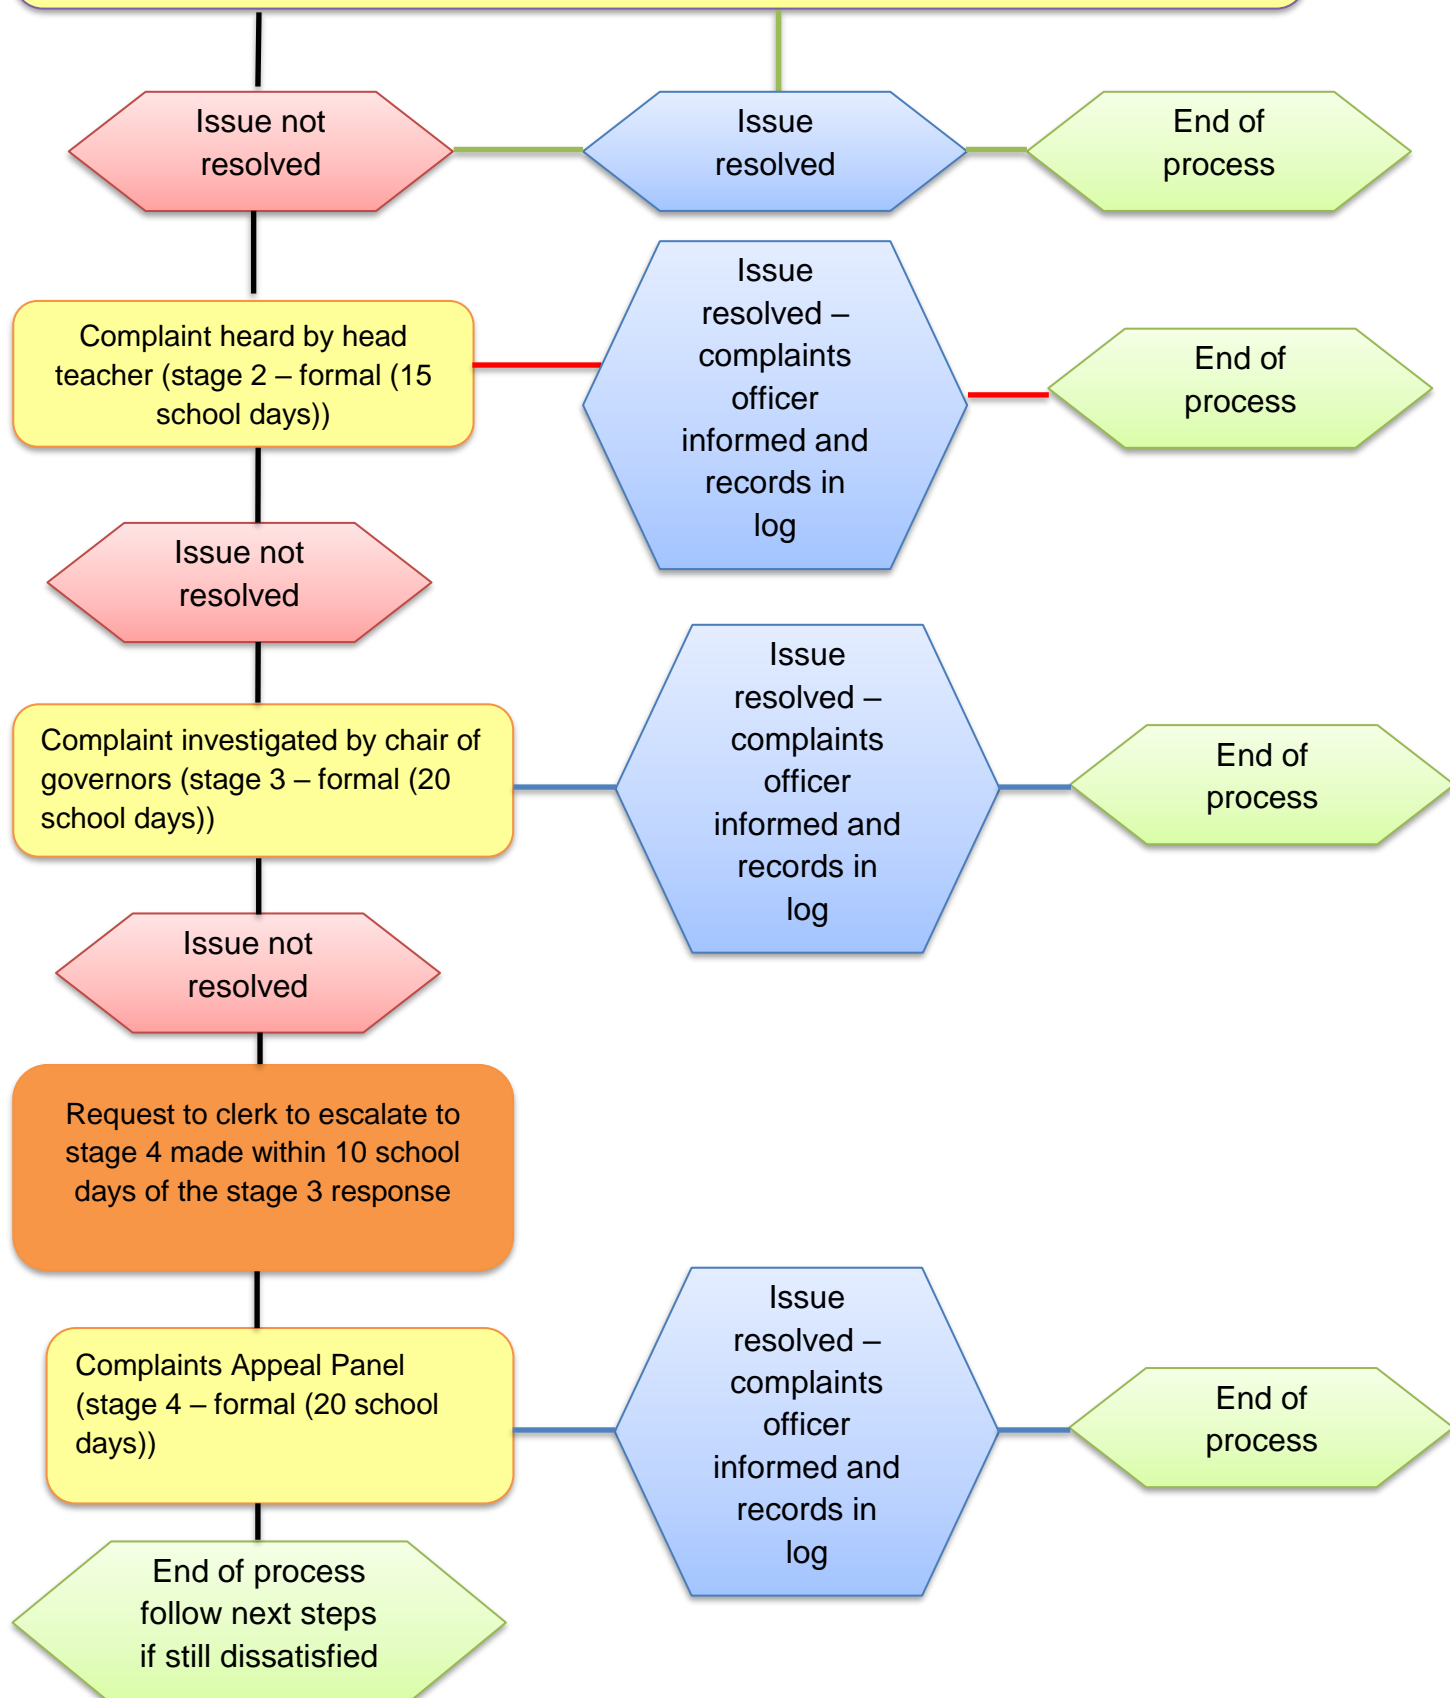 Issue not
resolved
Issue
resolved
End of
process
Complaint heard by head
teacher (stage 2 – formal (15
school days))
Issue
resolved –
complaints
officer
informed and
records in
log
End of
process
Issue not
resolved
Complaint investigated by chair of
governors (stage 3 – formal (20
school days))
Issue
resolved –
complaints
officer
informed and
records in
log
End of
process
Issue not
resolved
Request to clerk to escalate to
stage 4 made within 10 school
days of the stage 3 response
Complaints Appeal Panel
(stage 4 – formal (20 school
days))
Issue
resolved –
complaints
officer
informed and
records in
log
End of
process
End of process
follow next steps
if still dissatisfied